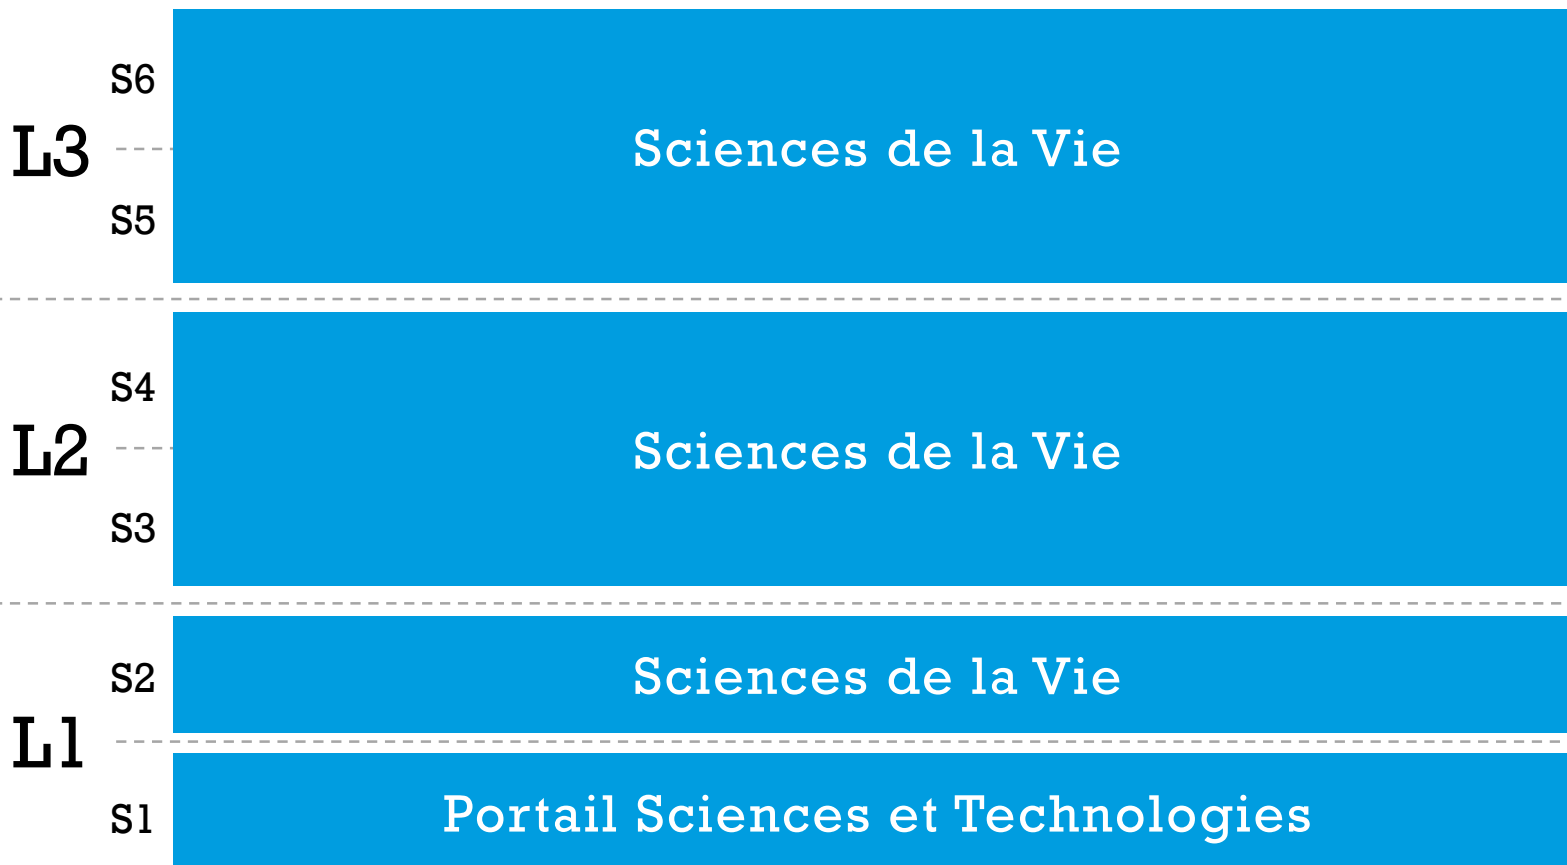 S6
L3
Sciences de la Vie
S5
S4
L2
Sciences de la Vie
S3
S2
Sciences de la Vie
L1
S1
Portail Sciences et Technologies